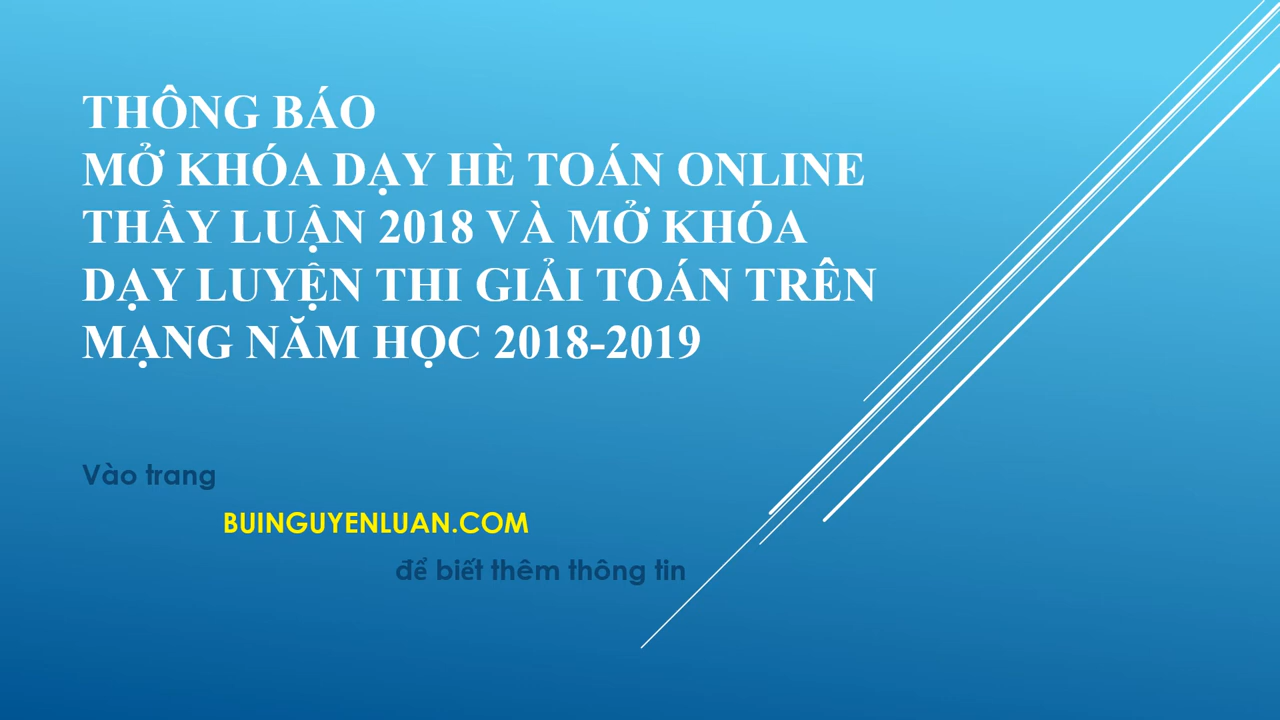 THÔNG BÁO
MỞ KHÓA DẠY HÈ TOÁN ONLINE
THẦY LUẬN 2018 VÀ MỞ KHÓA
DẠY LUYỆN THI GIẢI TOÁN TRÊN
MẠNG NĂM HỌC 2018-2019
Vào trang
BUINGUYENLUAN.COM
để biết thêm thông tin